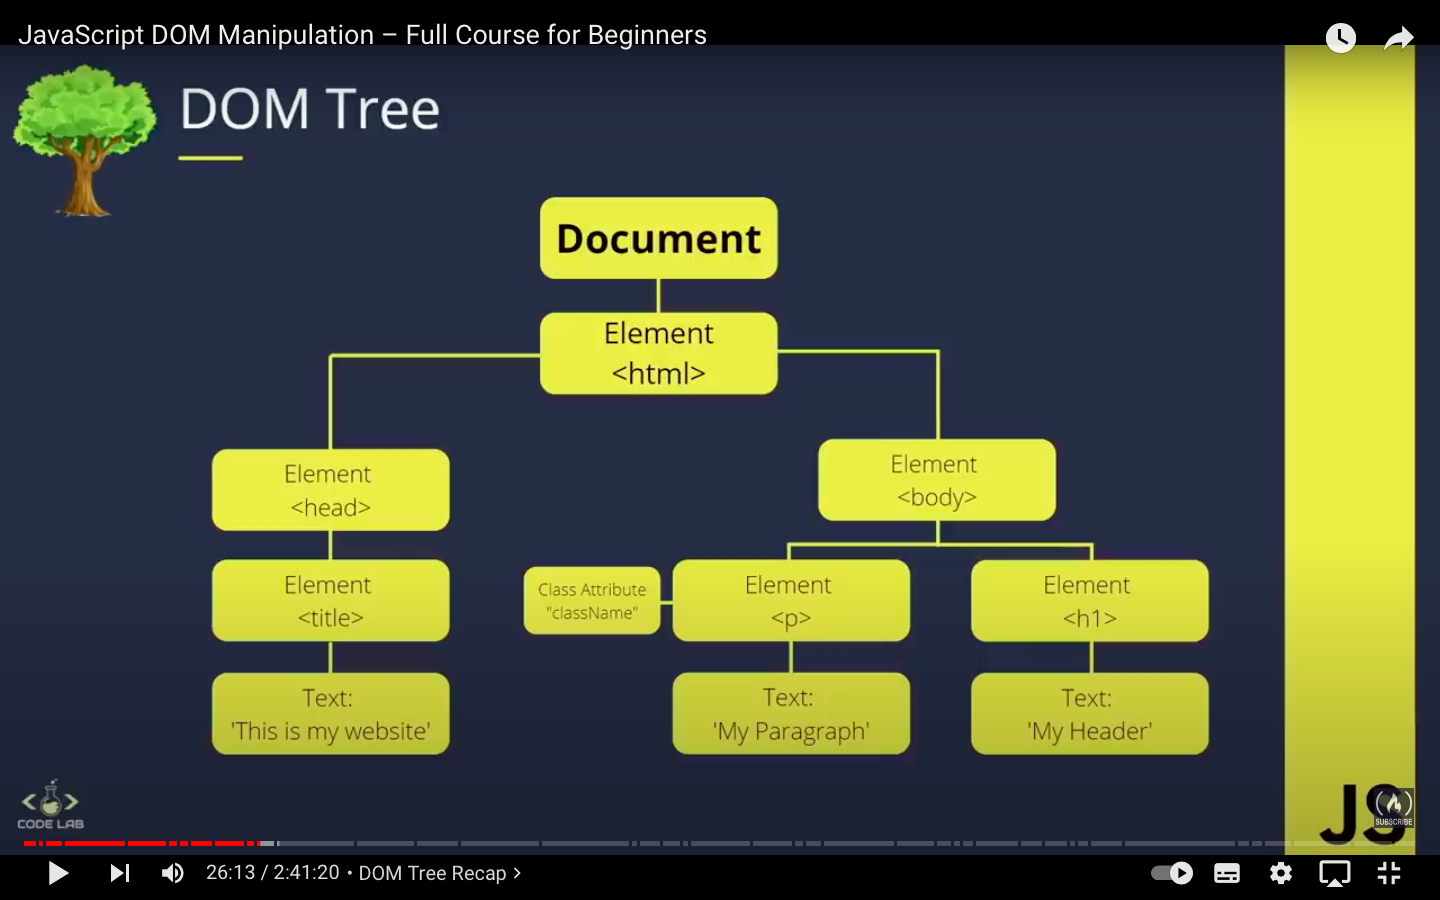 JavaScript DOM Manipulation – Full Course for Beginners
DOM Tree
Document
Element
<html>
Element
<head>
Element
<body>
Element
<title>
Class Attribute
"className"
Element
<p>
Element
<h1>
Text:
'This is my website'
Text:
'My Paragraph'
Text:
'My Header'
CODE LAB
JS
SUBSCRIBE
26:13 / 2:41:20 • DOM Tree Recap >